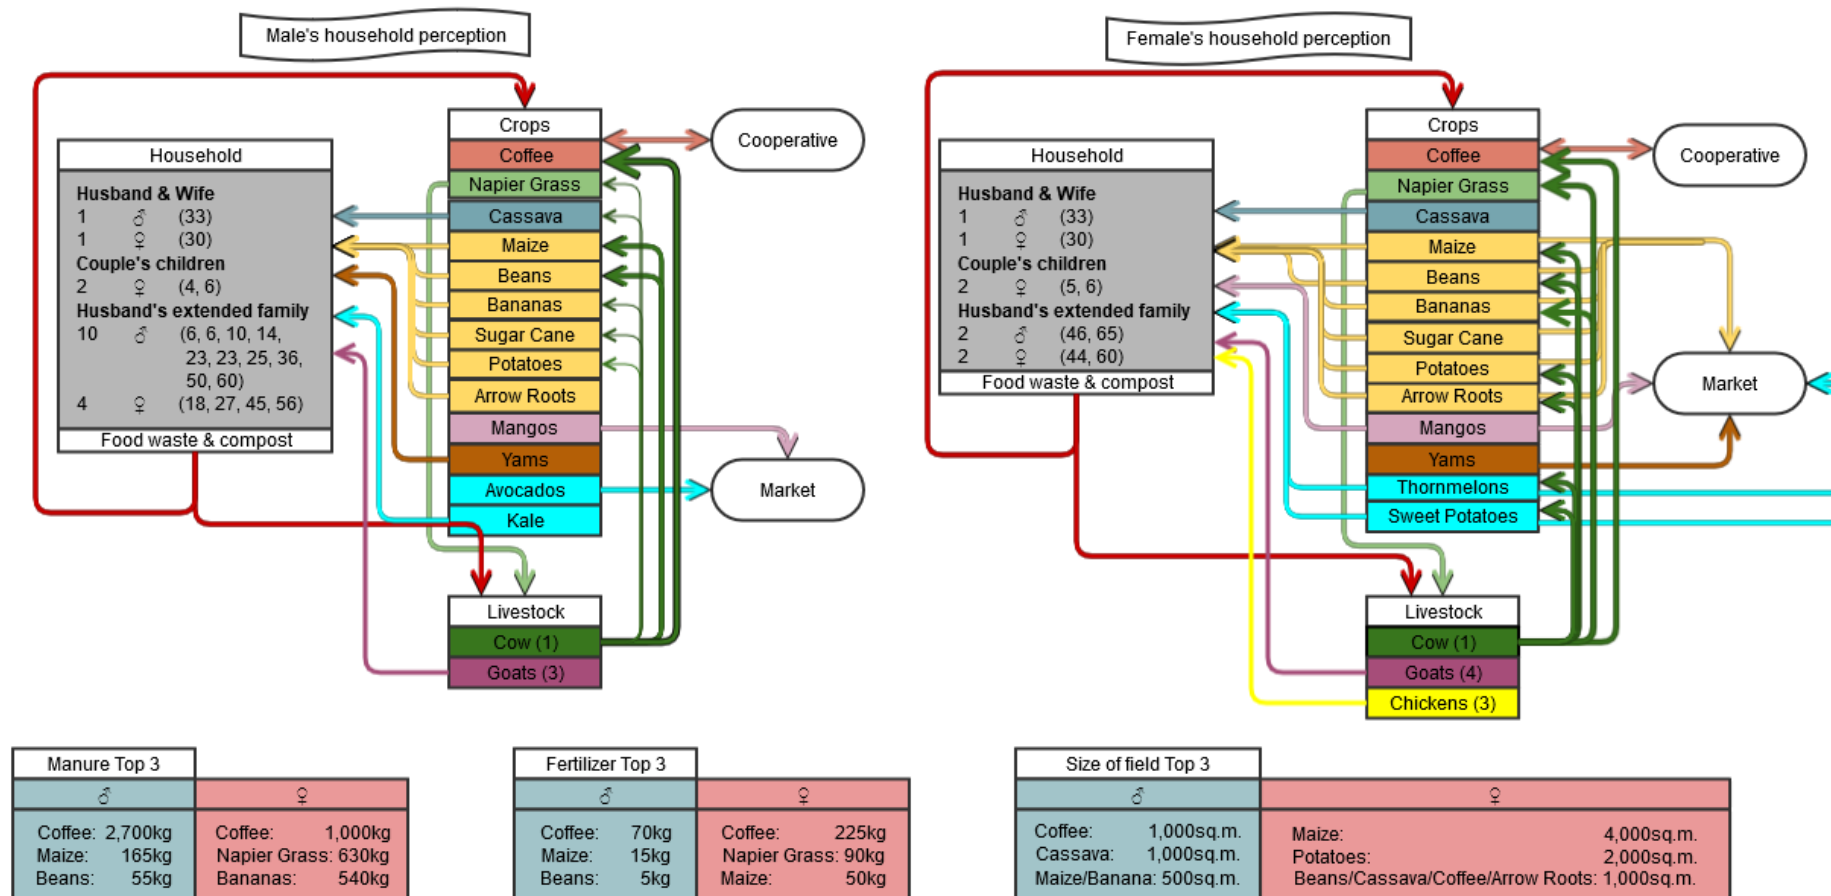 Male's household perception
Household
Husband & Wife
1 ♂ (33)
1 ♀ (30)
Couple's children
2 ♀ (4, 6)
Husband's extended family
10 ♂ (6, 6, 10, 14,
23, 23, 25, 36,
50, 60)
4 ♀ (18, 27, 45, 56)
Food waste & compost
Crops
Coffee
Napier Grass
Cassava
Maize
Beans
Bananas
Sugar Cane
Potatoes
Arrow Roots
Mangos
Yams
Avocados
Kale
Cooperative
Market
Livestock
Cow (1)
Goats (3)
Female's household perception
Household
Husband & Wife
1 ♂ (33)
1 ♀ (30)
Couple's children
2 ♀ (5, 6)
Husband's extended family
2 ♂ (46, 65)
2 ♀ (44, 60)
Food waste & compost
Crops
Coffee
Napier Grass
Cassava
Maize
Beans
Bananas
Sugar Cane
Potatoes
Arrow Roots
Mangos
Yams
Thornmelons
Sweet Potatoes
Cooperative
Market
Livestock
Cow (1)
Goats (4)
Chickens (3)
Manure Top 3
♂
Coffee: 2,700kg
Maize: 165kg
Beans: 55kg
♀
Coffee: 1,000kg
Napier Grass: 630kg
Bananas: 540kg
Fertilizer Top 3
♂
Coffee: 70kg
Maize: 15kg
Beans: 5kg
♀
Coffee: 225kg
Napier Grass: 90kg
Maize: 50kg
Size of field Top 3
♂
Coffee: 1,000sq.m.
Cassava: 1,000sq.m.
Maize/Banana: 500sq.m.
♀
Maize: 4,000sq.m.
Potatoes: 2,000sq.m.
Beans/Cassava/Coffee/Arrow Roots: 1,000sq.m.